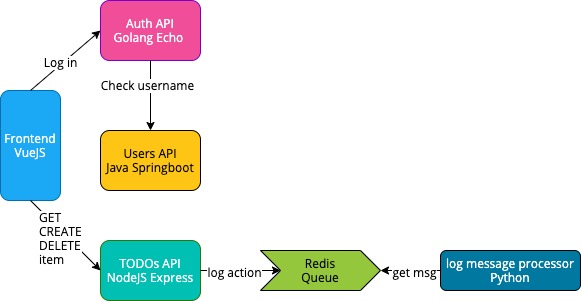 Auth API
Golang Echo
Log in
Check username
Frontend
VueJS
Users API
Java Springboot
GET
CREATE
DELETE
item
TODOs API
NodeJS Express
log action
Redis
Queue
get msg
log message processor
Python